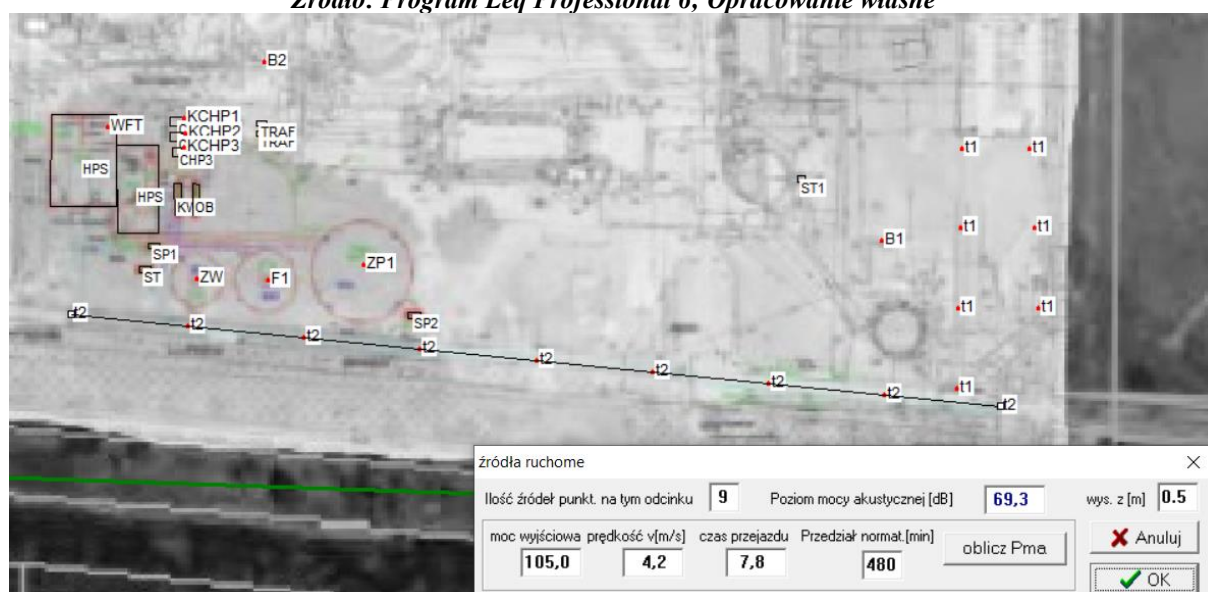 Źródło: Program Leq Professional 6, Opracowanie własne
B2
KCHP1
WFT
KCHP2
TRAF
TRAF
KCHP3
CHP3
t1
t1
HPS
ST1
HPS
KW
OB
t1
t1
B1
SP1
ZP1
ST
ZW
F1
t1
t1
t2
SP2
t2
t2
t2
t2
t2
t2
t1
t2
t2
źródła ruchome
Ilość źródeł punkt. na tym odcinku 9 Poziom mocy akustycznej [dB] 69,3 wys. z [m] 0.5
moc wyjściowa prędkość v[m/s] czas przejazdu Przedział normat.[min] oblicz Pma Anuluj
105,0 4,2 7,8 480 OK